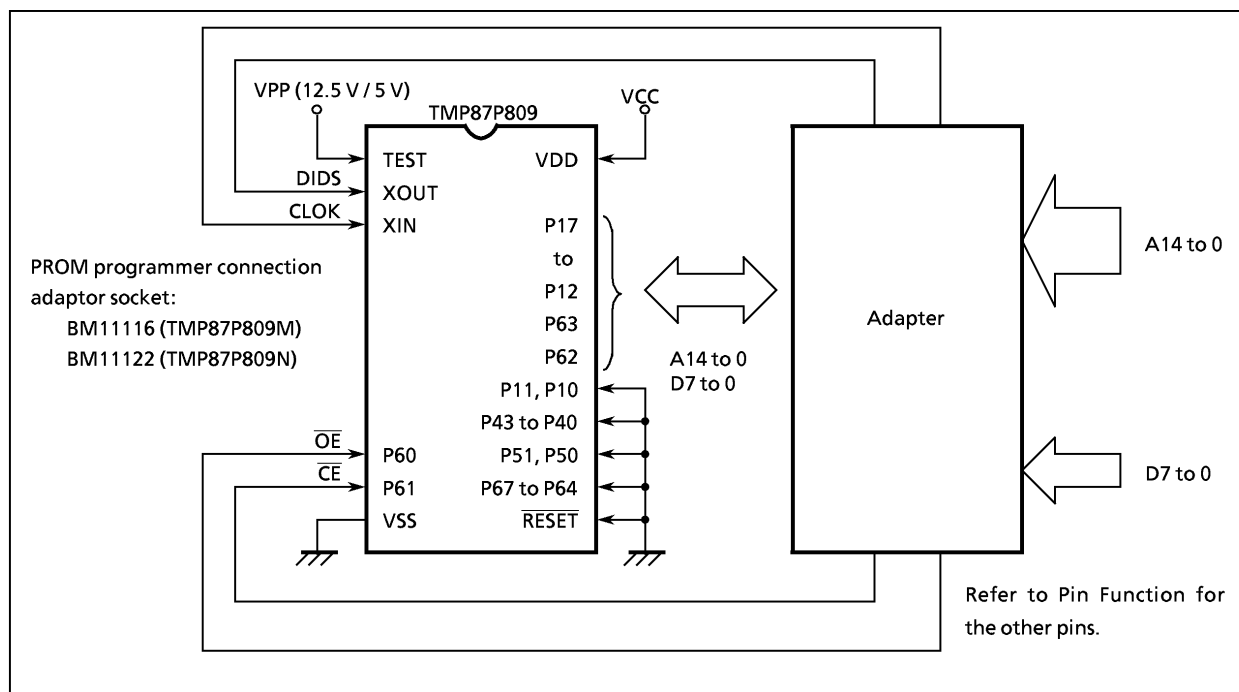 VPP (12.5 V / 5 V)
TMP87P809
VCC
TEST
VDD
DIDS
XOUT
CLOK
XIN
P17
to
P12
P63
P62
A14 to 0
D7 to 0
PROM programmer connection
adaptor socket:
BM11116 (TMP87P809M)
BM11122 (TMP87P809N)
Adapter
A14 to 0
D7 to 0
P11, P10
P43 to P40
P51, P50
P67 to P64
RESET
OE
P60
CE
P61
VSS
Refer to Pin Function for
the other pins.